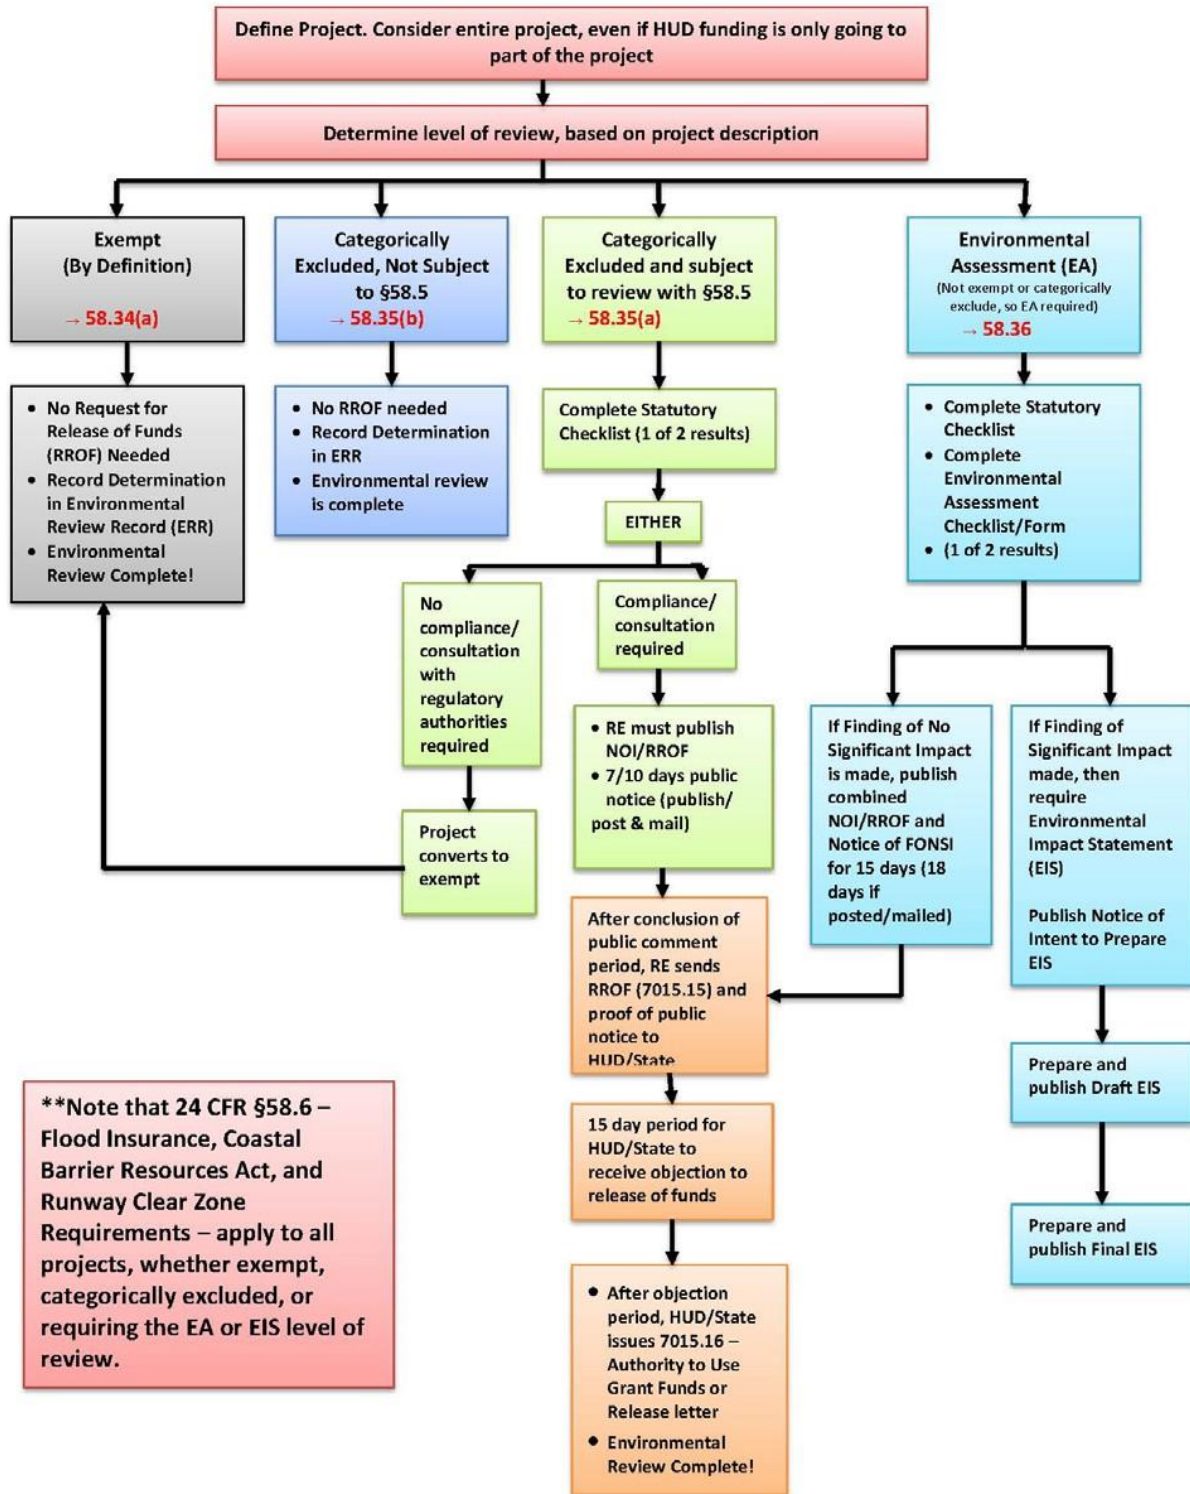 Define Project. Consider entire project, even if HUD funding is only going to
part of the project
Determine level of review, based on project description
Exempt
(By Definition)
→ 58.34(a)
Categorically
Excluded, Not Subject
to §58.5
→ 58.35(b)
Categorically
Excluded and subject
to review with §58.5
→ 58.35(a)
Environmental
Assessment (EA)
(Not exempt or categorically
exclude, so EA required)
→ 58.36
• No Request for
Release of Funds
(RROF) Needed
• Record Determination
in Environmental
Review Record (ERR)
• Environmental
Review Complete!
• No RROF needed
• Record Determination
in ERR
• Environmental review
is complete
Complete Statutory
Checklist (1 of 2 results)
• Complete Statutory
Checklist
• Complete
Environmental
Assessment
Checklist/Form
• (1 of 2 results)
EITHER
No
compliance/
consultation
with
regulatory
authorities
required
Compliance/
consultation
required
• RE must publish
NOI/RROF
• 7/10 days public
notice (publish/
post & mail)
If Finding of No
Significant Impact
is made, publish
combined
NOI/RROF and
Notice of FONSI
for 15 days (18
days if
posted/mailed)
If Finding of
Significant Impact
made, then
require
Environmental
Impact Statement
(EIS)
Publish Notice of
Intent to Prepare
EIS
Project
converts to
exempt
After conclusion of
public comment
period, RE sends
RROF (7015.15) and
proof of public
notice to
HUD/State
Prepare and
publish Draft EIS
**Note that 24 CFR §58.6 –
Flood Insurance, Coastal
Barrier Resources Act, and
Runway Clear Zone
Requirements – apply to all
projects, whether exempt,
categorically excluded, or
requiring the EA or EIS level of
review.
15 day period for
HUD/State to
receive objection to
release of funds
Prepare and
publish Final EIS
• After objection
period, HUD/State
issues 7015.16 –
Authority to Use
Grant Funds or
Release letter
• Environmental
Review Complete!